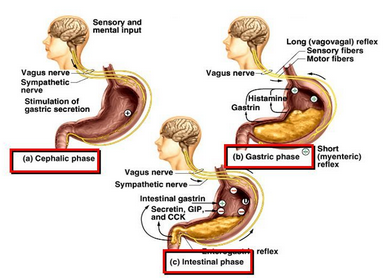 Sensory and
mental input
Vagus nerve
Sympathetic
nerve
Stimulation of
gastric secretion
(a) Cephalic phase
Long (vagovagal) reflex
Sensory fibers
Motor fibers
Vagus nerve
Histamine
Gastrin
(b) Gastric phase
Short
(myenteric)
reflex
Vagus nerve
Sympathetic nerve
Intestinal gastrin
Secretin, GIP,
and CCK
Enterogastric reflex
(c) Intestinal phase